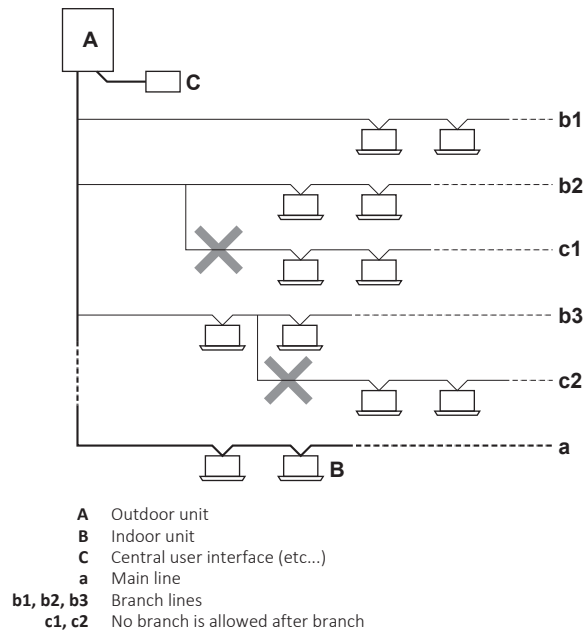 A
C
b1
b2
c1
b3
c2
a
B
A Outdoor unit
B Indoor unit
C Central user interface (etc...)
a Main line
b1, b2, b3 Branch lines
c1, c2 No branch is allowed after branch